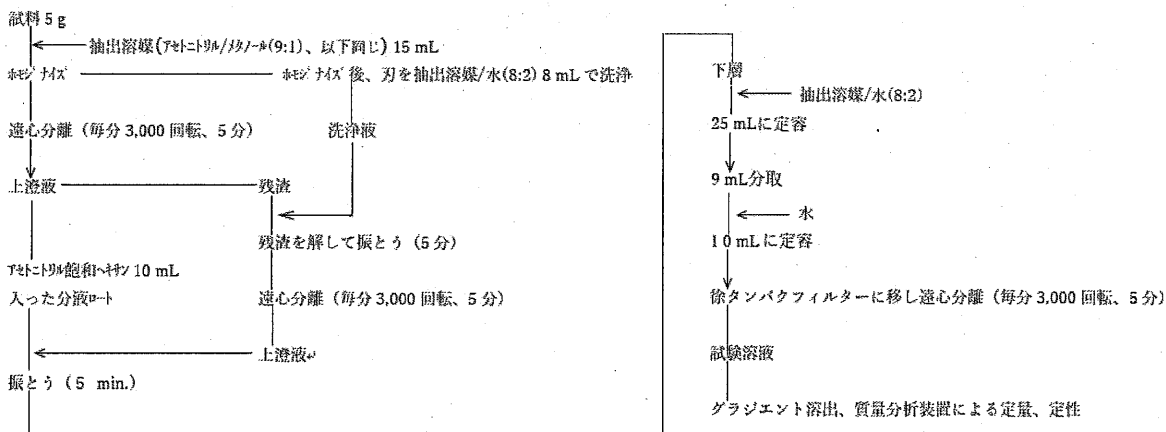 試料 5 g
抽出溶媒(ｱｾﾄﾆﾄﾘﾙ/ﾒﾀﾉｰﾙ(9:1)、以下同じ) 15 mL
ﾎﾓｼﾞﾅｲｽﾞ
ﾎﾓｼﾞﾅｲｽﾞ後、刃を抽出溶媒/水(8:2) 8 mL で洗浄
遠心分離（毎分 3,000 回転、5 分）
洗浄液
上澄液
残渣
残渣を解して振とう（5 分）
ｱｾﾄﾆﾄﾘﾙ飽和ﾍｷｻﾝ 10 mL
入った分液ﾛｰﾄ
遠心分離（毎分 3,000 回転、5 分）
上澄液↵
振とう（5 min.）
下層
抽出溶媒/水(8:2)
25 mLに定容
9 mL分取
水
10 mLに定容
徐タンパクフィルターに移し遠心分離（毎分 3,000 回転、5 分）
試験溶液
グラジエント溶出、質量分析装置による定量、定性